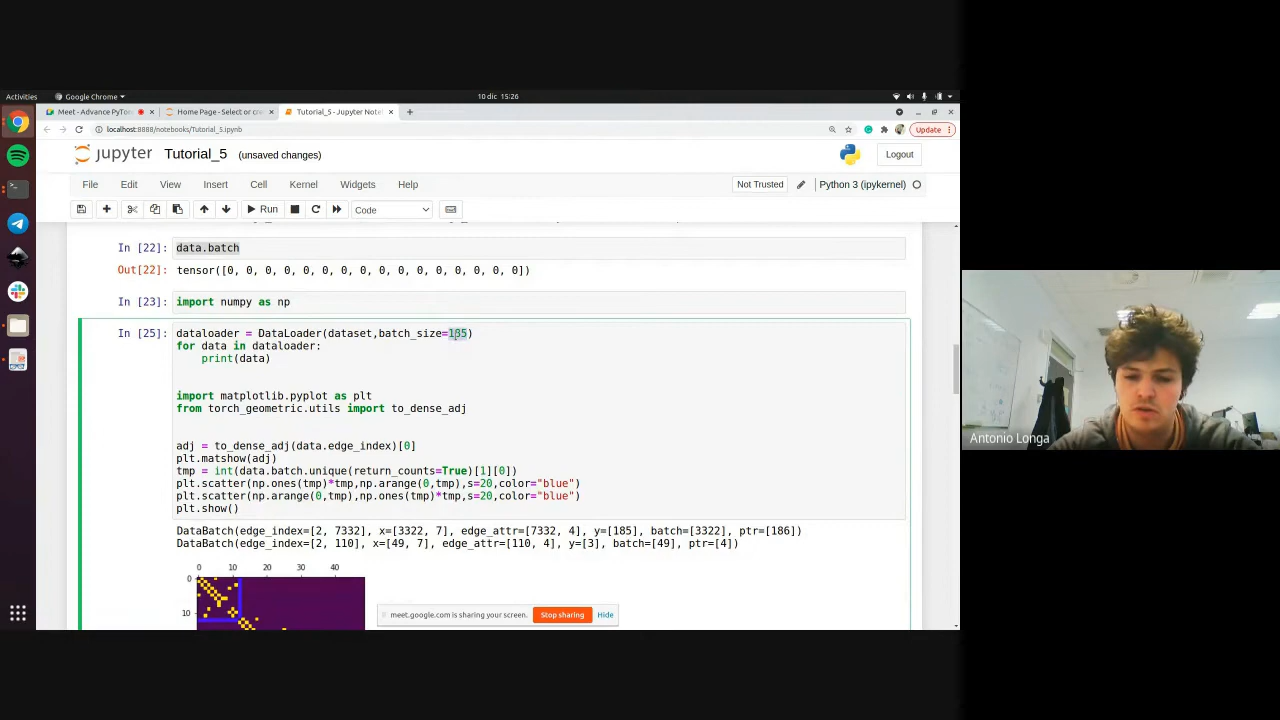 Activities
Google Chrome
10 dic 15:26
Meet - Advance PyTo
Home Page - Select or cre
Tutorial_5 - Jupyter Note
localhost:8888/notebooks/Tutorial_5.ipynb
Update
jupyter
Tutorial_5
(unsaved changes)
Logout
File
Edit
View
Insert
Cell
Kernel
Widgets
Help
Not Trusted
Python 3 (ipykernel)
Run
Code
In [22]: data.batch
Out[22]: tensor([0, 0, 0, 0, 0, 0, 0, 0, 0, 0, 0, 0, 0, 0, 0, 0, 0])
In [23]: import numpy as np
In [25]: dataloader = DataLoader(dataset,batch_size=185)
for data in dataloader:
print(data)
import matplotlib.pyplot as plt
from torch_geometric.utils import to_dense_adj
adj = to_dense_adj(data.edge_index)[0]
plt.matshow(adj)
tmp = int(data.batch.unique(return_counts=True)[1][0])
plt.scatter(np.ones(tmp)*tmp,np.arange(0,tmp),s=20,color="blue")
plt.scatter(np.arange(0,tmp),np.ones(tmp)*tmp,s=20,color="blue")
plt.show()
DataBatch(edge_index=[2, 7332], x=[3322, 7], edge_attr=[7332, 4], y=[185], batch=[3322], ptr=[186])
DataBatch(edge_index=[2, 110], x=[49, 7], edge_attr=[110, 4], y=[3], batch=[49], ptr=[4])
0 10 20 30 40
0
10
meet.google.com is sharing your screen.
Stop sharing
Hide
Antonio Longa